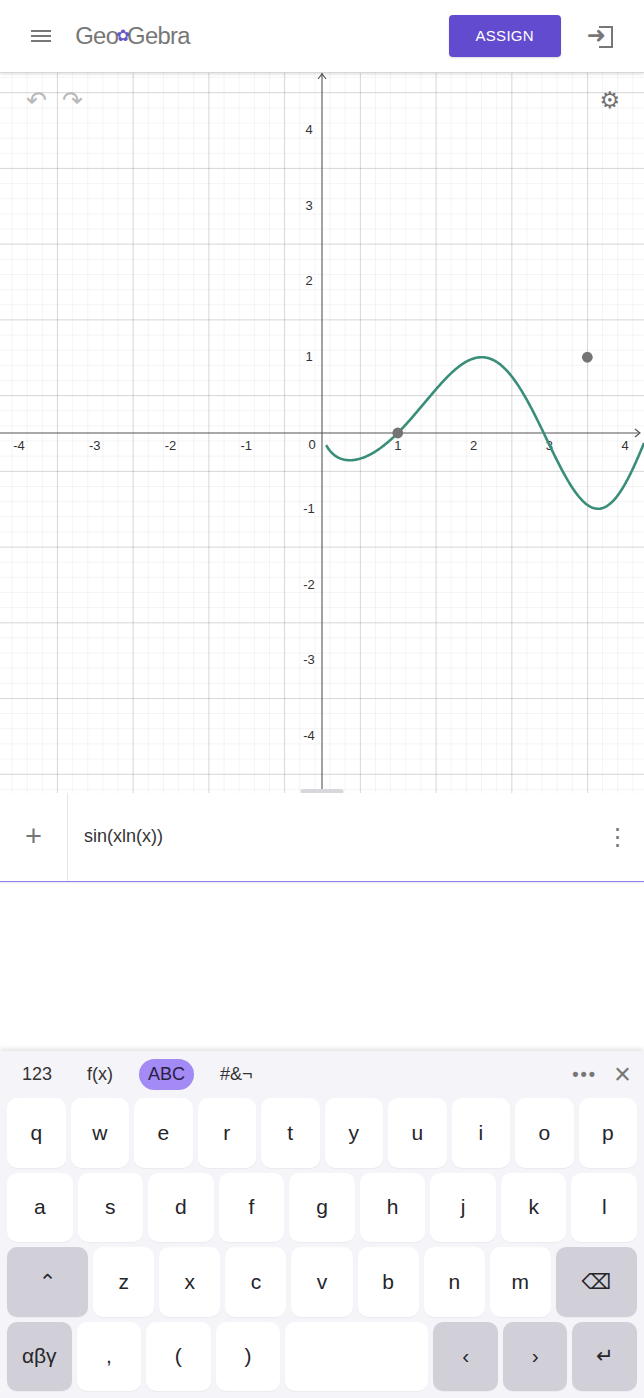 GeoGebra
ASSIGN
4
3
2
1
-4 -3 -2 -1 0 1 2 3 4
-1
-2
-3
-4
+ sin(xln(x))
123 f(x) ABC #&¬
q w e r t y u i o p
a s d f g h j k l
z x c v b n m
αβγ , ( ) ‹ ›